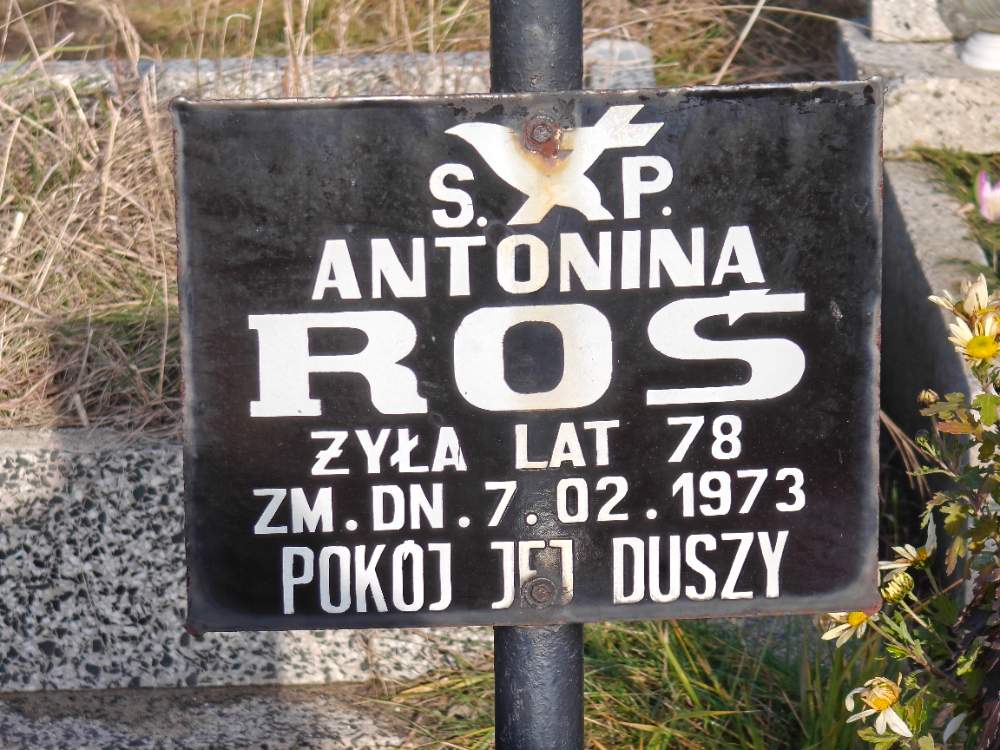 S. P.
ANTONINA
ROŚ
ŻYŁA LAT 78
ZM. DN. 7. 02. 1973
POKÓJ JEJ DUSZY